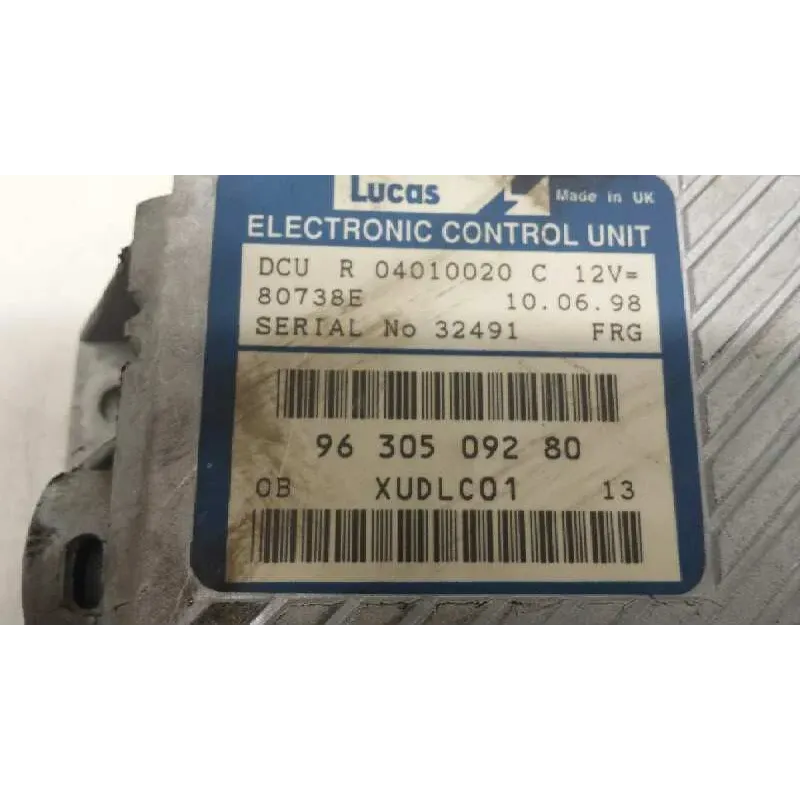 Lucas Made in UK
ELECTRONIC CONTROL UNIT
DCU R 04010020 C 12V=
80738E 10.06.98
SERIAL No 32491 FRG
96 305 092 80
0B XUDLC01 13